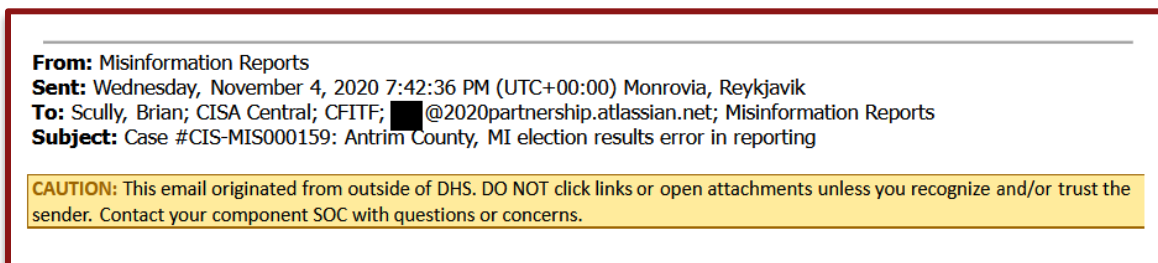 From: Misinformation Reports
Sent: Wednesday, November 4, 2020 7:42:36 PM (UTC+00:00) Monrovia, Reykjavik
To: Scully, Brian; CISA Central; CFITF; @2020partnership.atlassian.net; Misinformation Reports
Subject: Case #CIS-MIS000159: Antrim County, MI election results error in reporting
CAUTION: This email originated from outside of DHS. DO NOT click links or open attachments unless you recognize and/or trust the
sender. Contact your component SOC with questions or concerns.